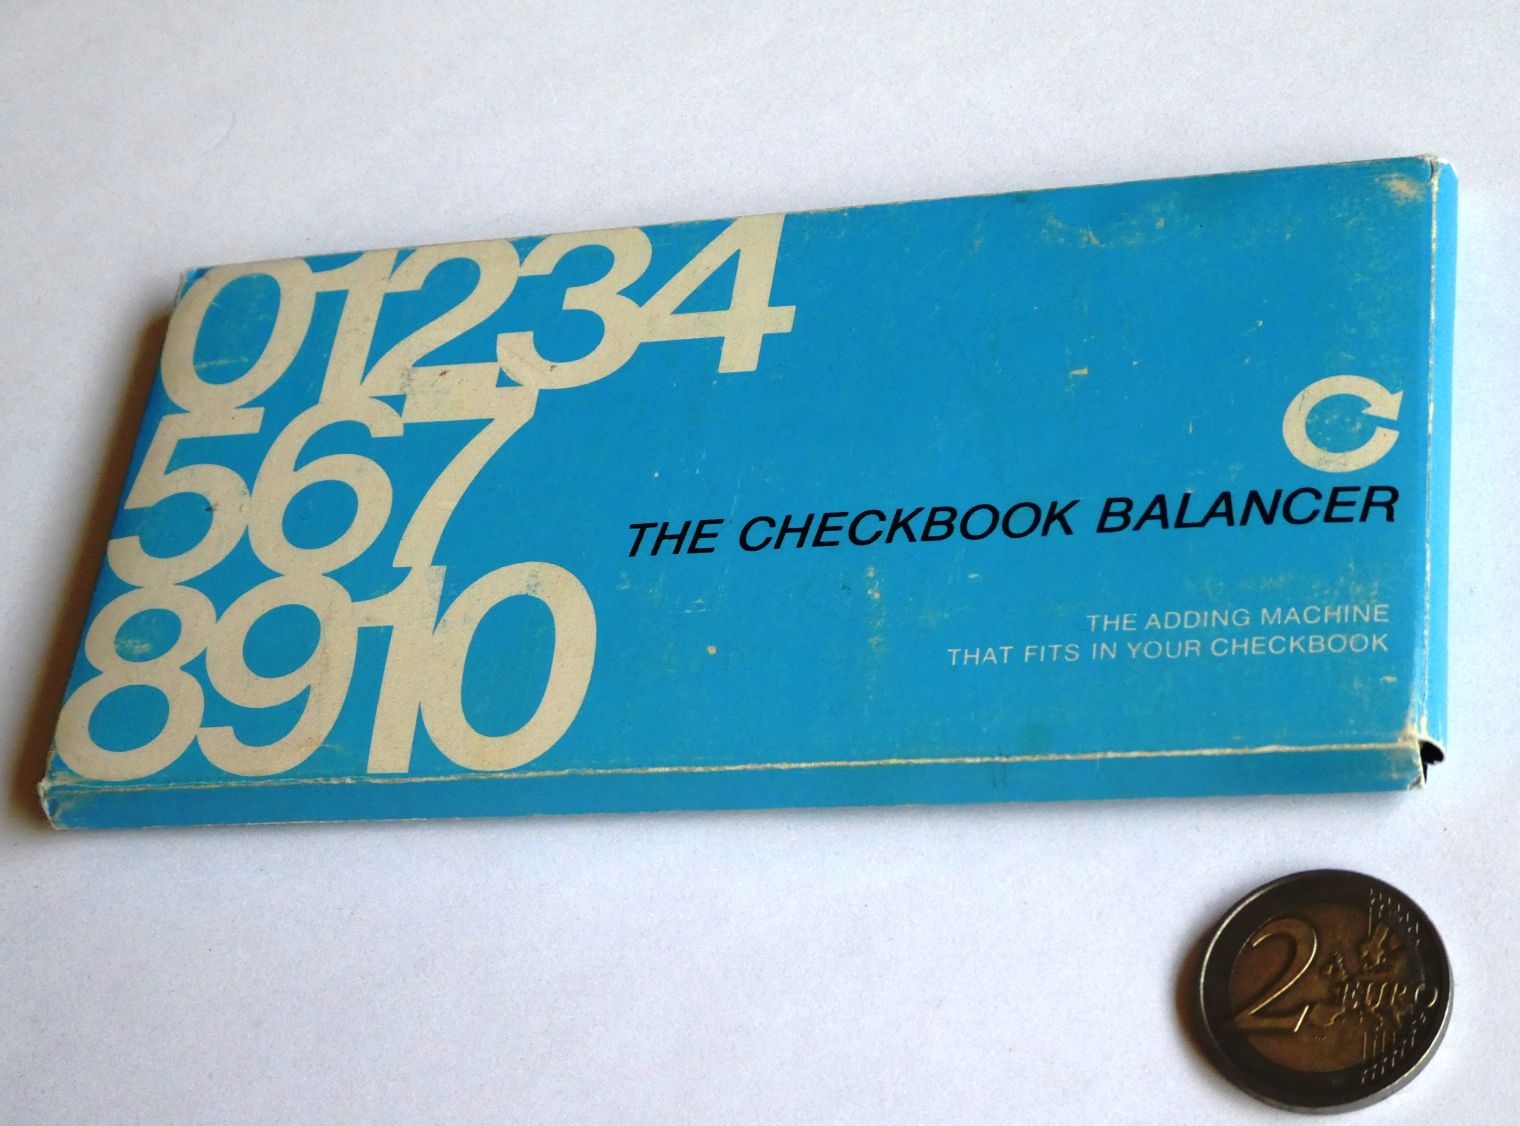 01234
567
8910
THE CHECKBOOK BALANCER
THE ADDING MACHINE
THAT FITS IN YOUR CHECKBOOK
2 EURO